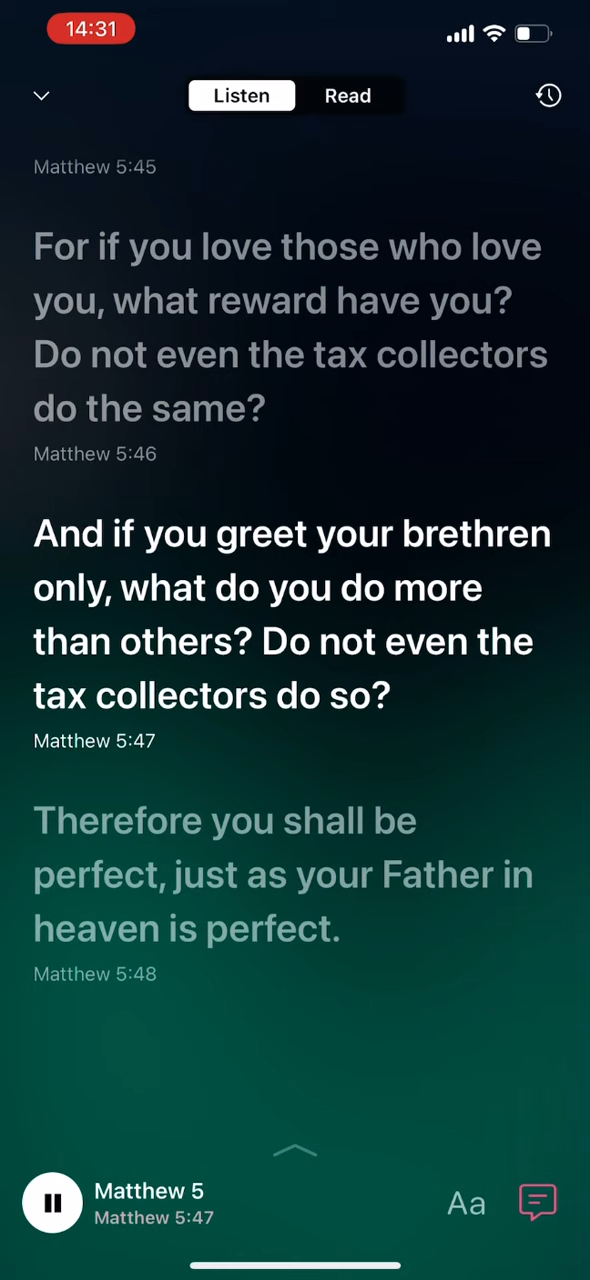 14:31
Listen Read
Matthew 5:45
For if you love those who love
you, what reward have you?
Do not even the tax collectors
do the same?
Matthew 5:46
And if you greet your brethren
only, what do you do more
than others? Do not even the
tax collectors do so?
Matthew 5:47
Therefore you shall be
perfect, just as your Father in
heaven is perfect.
Matthew 5:48
Matthew 5
Matthew 5:47
Aa